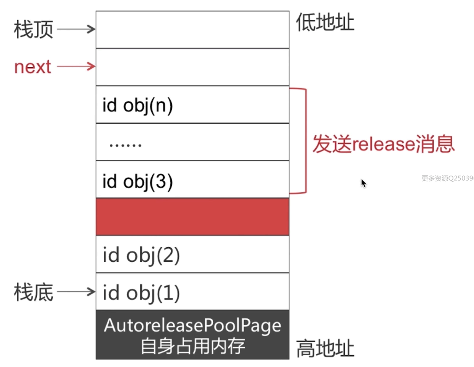 栈顶
低地址
next
id obj(n)
......
发送release消息
id obj(3)
id obj(2)
栈底
id obj(1)
AutoreleasePoolPage
自身占用内存
高地址